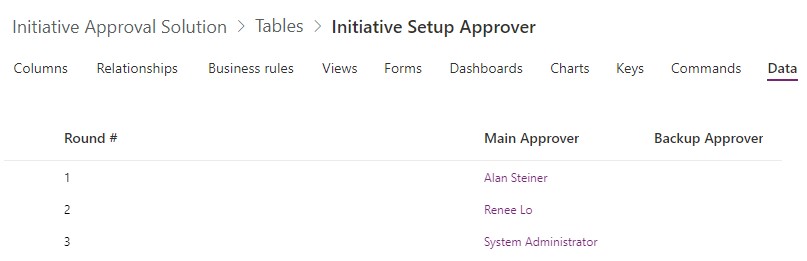 Initiative Approval Solution > Tables > Initiative Setup Approver
Columns Relationships Business rules Views Forms Dashboards Charts Keys Commands Data
Round # Main Approver Backup Approver
1 Alan Steiner
2 Renee Lo
3 System Administrator